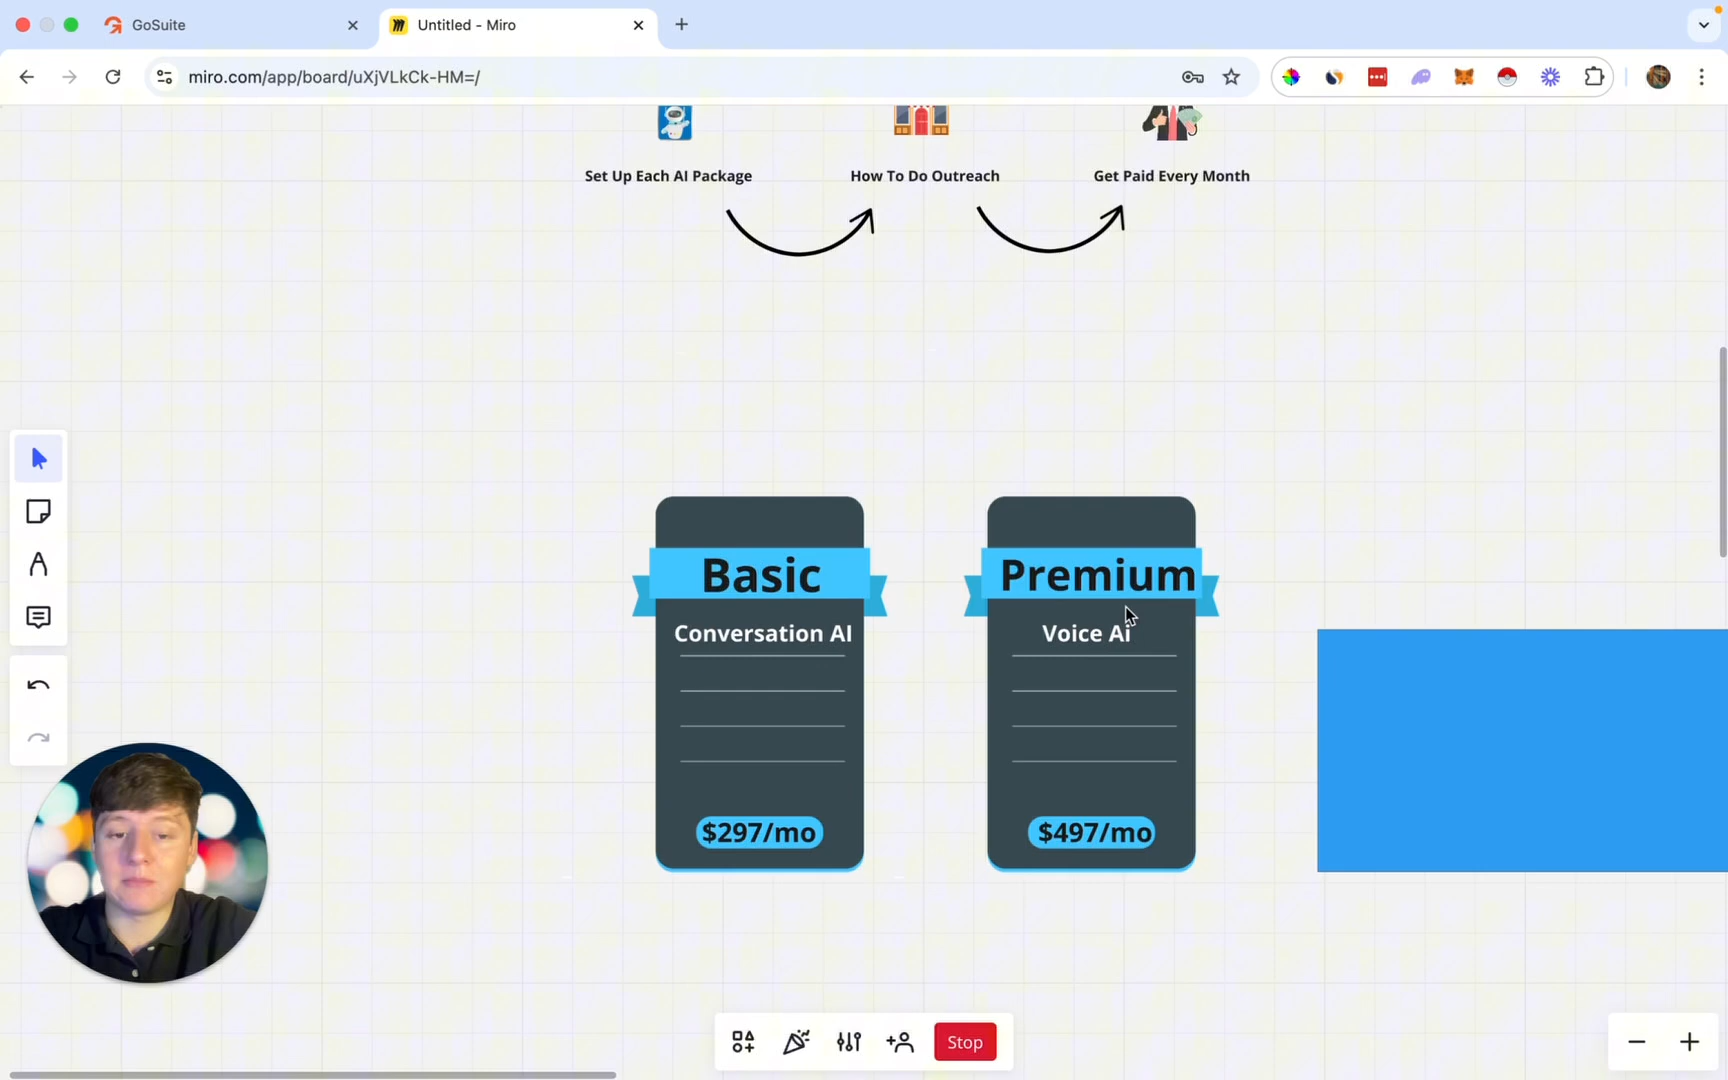 GoSuite
Untitled - Miro
miro.com/app/board/uXjVLkCk-HM=/
Set Up Each AI Package
How To Do Outreach
Get Paid Every Month
Basic
Conversation AI
$297/mo
Premium
Voice Ai
$497/mo
Stop